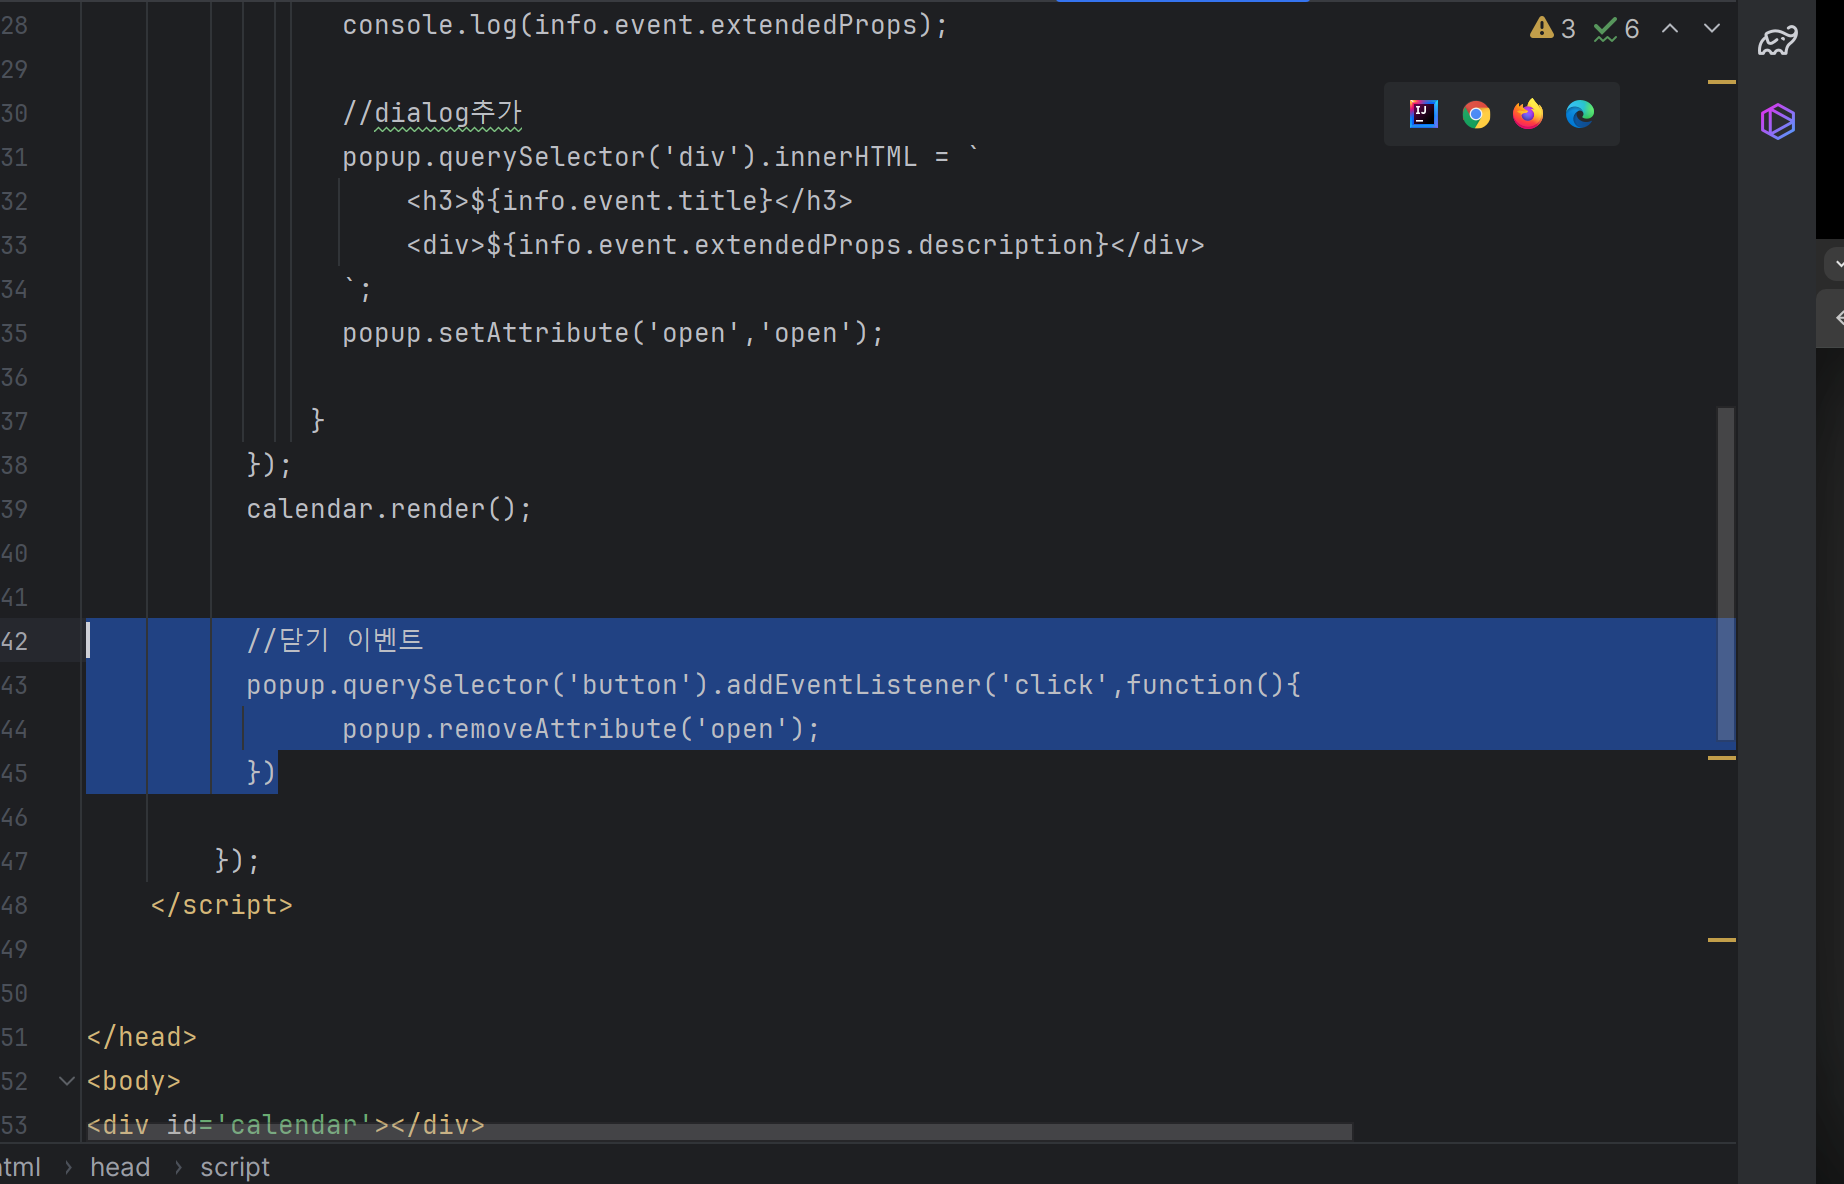 28 console.log(info.event.extendedProps);
3 6
29
30 //dialog추가
31 popup.querySelector('div').innerHTML = `
32 <h3>${info.event.title}</h3>
33 <div>${info.event.extendedProps.description}</div>
34 `;
35 popup.setAttribute('open','open');
36
37 }
38 });
39 calendar.render();
40
41
42 //닫기 이벤트
43 popup.querySelector('button').addEventListener('click',function(){
44 popup.removeAttribute('open');
45 })
46
47 });
48 </script>
49
50
51 </head>
52 <body>
53 <div id='calendar'></div>
html › head › script